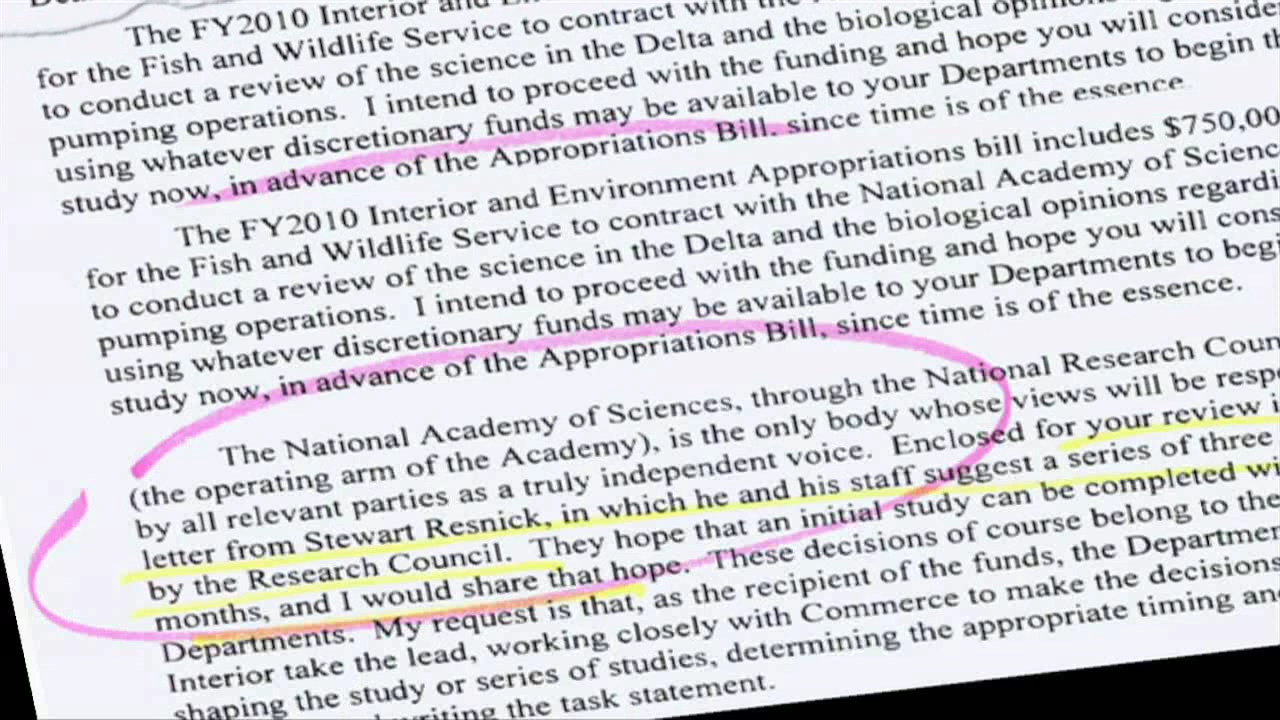 The FY2010 Interior and
for the Fish and Wildlife Service to contract with the
to conduct a review of the science in the Delta and the biological
pumping operations. I intend to proceed with the funding and hope you will consider
using whatever discretionary funds may be available to your Departments to begin
study now, in advance of the Appropriations Bill, since time is of the essence.
The FY2010 Interior and Environment Appropriations bill includes $750,00
for the Fish and Wildlife Service to contract with the National Academy of Scienc
to conduct a review of the science in the Delta and the biological opinions regardi
pumping operations. I intend to proceed with the funding and hope you will cons
using whatever discretionary funds may be available to your Departments to begi
study now, in advance of the Appropriations Bill, since time is of the essence.
The National Academy of Sciences, through the National Research Coun
(the operating arm of the Academy), is the only body whose views will be resp
by all relevant parties as a truly independent voice. Enclosed for your review i
letter from Stewart Resnick, in which he and his staff suggest a series of three
by the Research Council. They hope that an initial study can be completed wi
months, and I would share that hope. These decisions of course belong to the
Departments. My request is that, as the recipient of the funds, the Departmen
Interior take the lead, working closely with Commerce to make the decisions
shaping the study or series of studies, determining the appropriate timing and
writing the task statement.